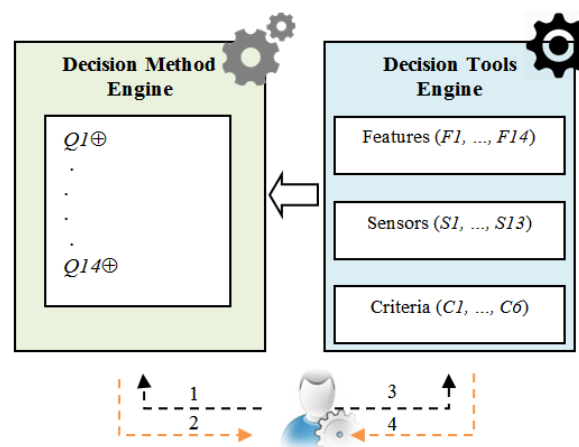 Decision Method
Engine
Q1⊕
.
.
.
.
Q14⊕
Decision Tools
Engine
Features (F1, ..., F14)
Sensors (S1, ..., S13)
Criteria (C1, ..., C6)
1
2
3
4